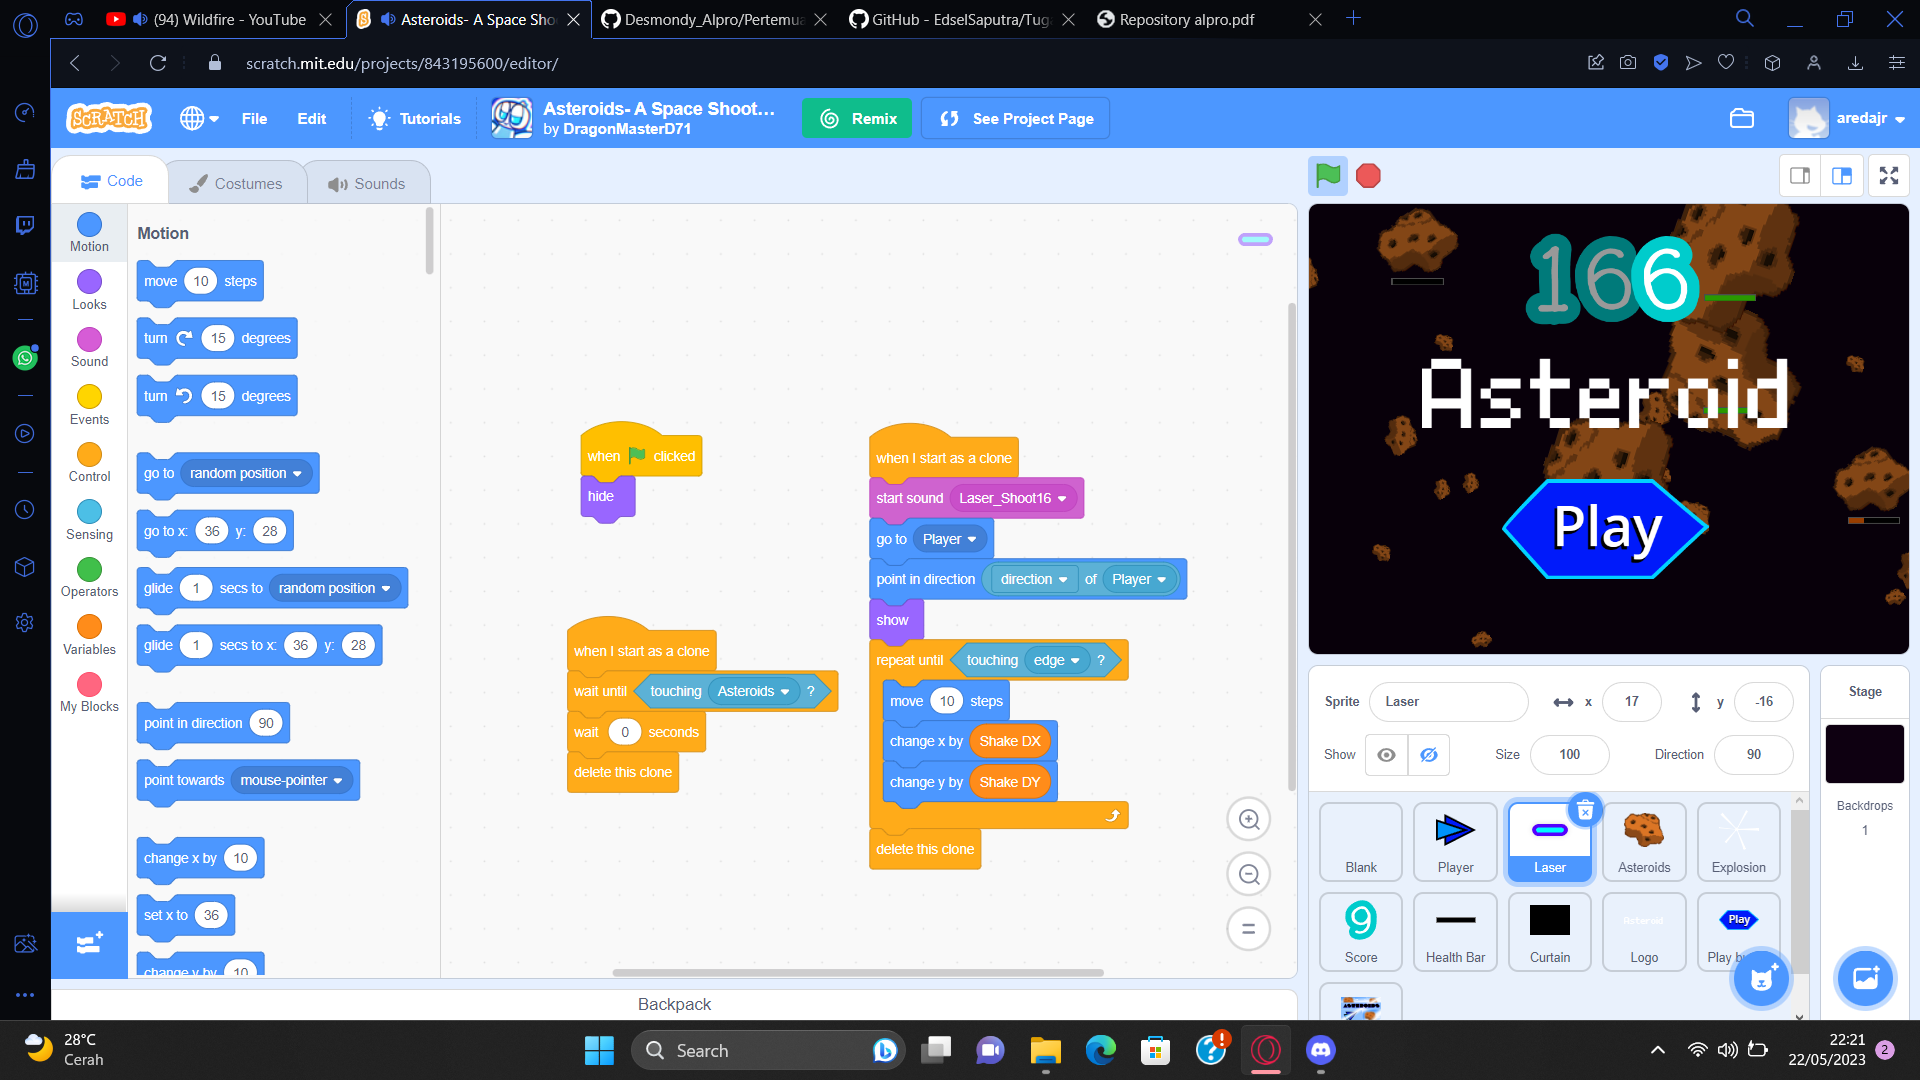 (94) Wildfire - YouTube
Asteroids- A Space Sho
Desmondy_Alpro/Pertemua
GitHub - EdselSaputra/Tuga
Repository alpro.pdf
scratch.mit.edu/projects/843195600/editor/
SCRATCH
File
Edit
Tutorials
Asteroids- A Space Shoot...
by DragonMasterD71
Remix
See Project Page
aredajr
Code
Costumes
Sounds
Motion
Looks
Sound
Events
Control
Sensing
Operators
Variables
My Blocks
Motion
move 10 steps
turn 15 degrees
turn 15 degrees
go to random position
go to x: 36 y: 28
glide 1 secs to random position
glide 1 secs to x: 36 y: 28
point in direction 90
point towards mouse-pointer
change x by 10
set x to 36
change y by 10
when clicked
hide
when I start as a clone
wait until touching Asteroids ?
wait 0 seconds
delete this clone
when I start as a clone
start sound Laser_Shoot16
go to Player
point in direction direction of Player
show
repeat until touching edge ?
move 10 steps
change x by Shake DX
change y by Shake DY
delete this clone
Backpack
166
Asteroid
Play
Sprite
Laser
x
17
y
-16
Show
Size
100
Direction
90
Blank
Player
Laser
Asteroids
Explosion
9
Score
Health Bar
Curtain
Asteroid
Logo
Play
Play b
ASTEROIDS
Stage
Backdrops
1
28°C
Cerah
Search
22:21
22/05/2023
2